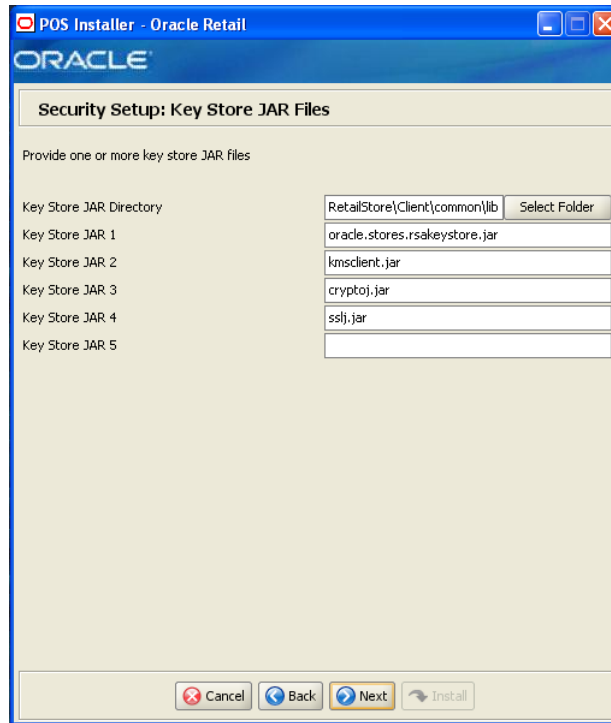 POS Installer - Oracle Retail
ORACLE
Security Setup: Key Store JAR Files
Provide one or more key store JAR files
Key Store JAR Directory RetailStore\Client\common\lib Select Folder
Key Store JAR 1 oracle.stores.rsakeystore.jar
Key Store JAR 2 kmsclient.jar
Key Store JAR 3 cryptoj.jar
Key Store JAR 4 sslj.jar
Key Store JAR 5
Cancel Back Next Install